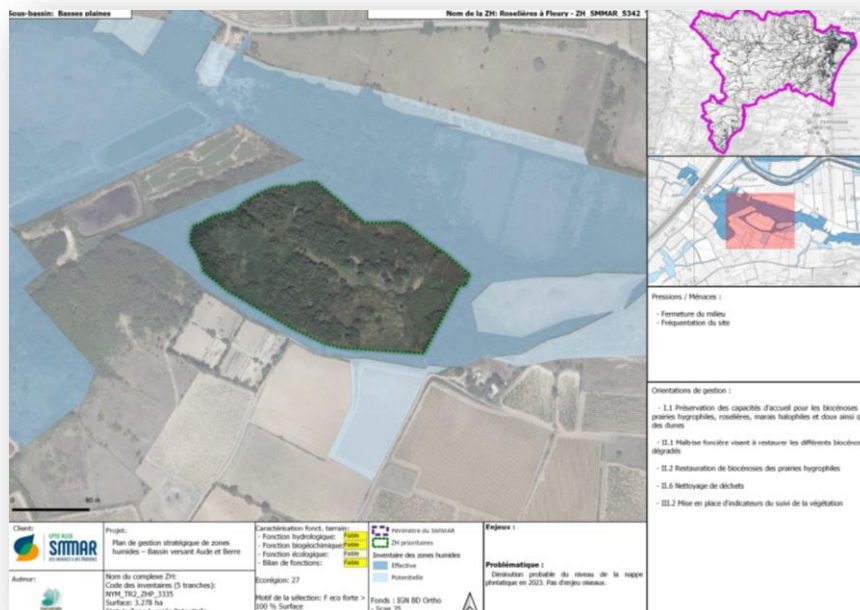 Sous-bassin: Basses plaines
Nom de la ZH: Roselières à Fleury - ZH_SMMAR_5342
Pressions / Menaces :
- Fermeture du milieu
- Fréquentation du site
Orientations de gestion :
- I.1 Préservation des capacités d'accueil pour les biocénoses
prairies hygrophiles, roselières, marais halophiles et doux ainsi q
des dunes
- II.1 Maîtrise foncière visant à restaurer les différents biocéno
dégradés
- II.2 Restauration de biocénoses des prairies hygrophiles
- II.6 Nettoyage de déchets
- III.2 Mise en place d'indicateurs du suivi de la végétation
80 m
Client:
SMMAR
Projet:
Plan de gestion stratégique de zones
humides – Bassin versant Aude et Berre
Auteur:
Nom du complexe ZH:
Code des inventaires (5 tranches):
NYM_TR2_ZHP_3335
Surface: 3.278 ha
Caractérisation fonct. terrain:
- Fonction hydrologique: Faible
- Fonction biogéochimique: Faible
- Fonction écologique: Faible
- Bilan de fonctions: Faible
Ecorégion: 27
Motif de la sélection: F eco forte >
100 % Surface
Périmètre du SMMAR
ZH prioritaires
Inventaire des zones humides
Effective
Potentielle
Fonds : IGN BD Ortho
- Scan 25
Enjeux :
Problématique :
Diminution probable du niveau de la nappe
phréatique en 2023. Pas d'enjeu oiseaux.